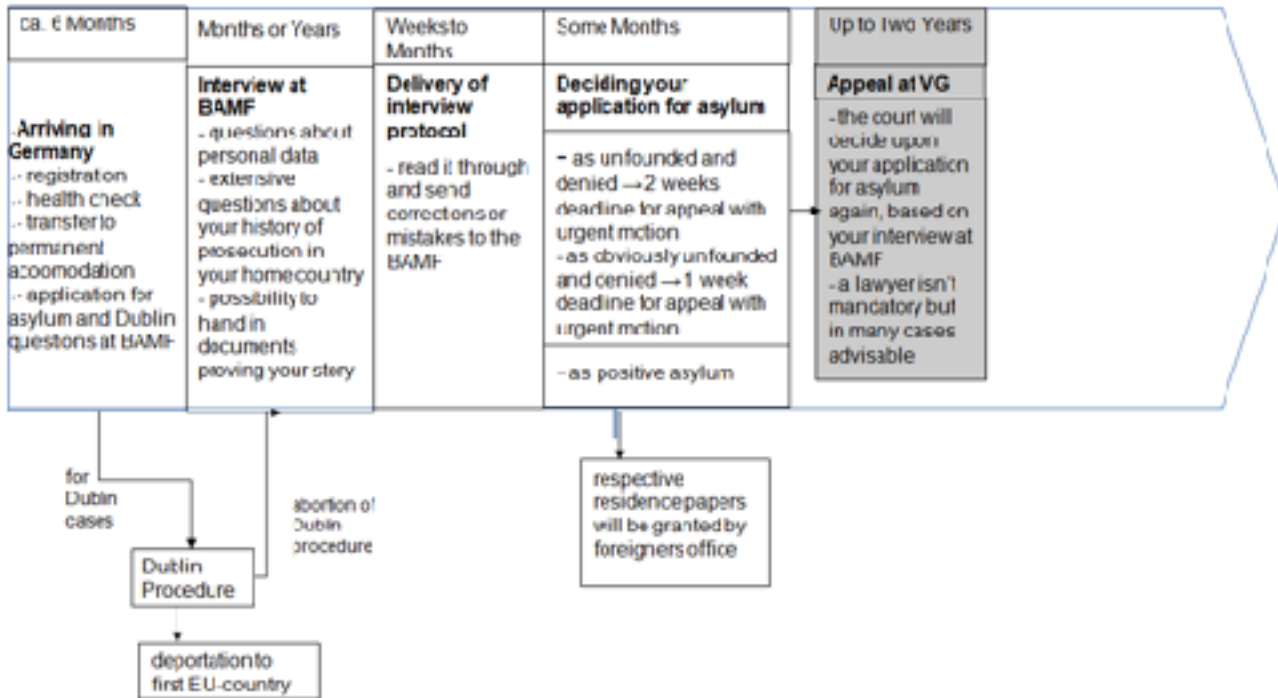 ca. 6 Months
Months or Years
Weeksto
Months
Some Months
Up to Two Years
-Arriving in
Germany
-- registration
-- health check
-- transfer to
permanent
accomodation
-- application for
asylum and Dublin
questions at BAMF
Interview at
BAMF
- questions about
personal data
- extensive
questions about
your history of
prosecution in
your homecountry
- possibility to
hand in
documents
proving your story
Delivery of
interview
protocol
- read it through
and send
corrections or
mistakes to the
BAMF
Deciding your
application for asylum
- as unfounded and
denied →2 weeks
deadline for appeal with
urgent motion
-as obviously unfounded
and denied →1 week
deadline for appeal with
urgent motion
- as positive asylum
Appeal at VG
-the court will
decide upon
your application
for asylum
again, based on
your interview at
BAMF
-a lawyer isn't
mandatory but
in many cases
advisable
for
Dublin
cases
abortion of
Dublin
procedure
Dublin
Procedure
deportation to
first EU-country
respective
residence papers
will be granted by
foreigners office